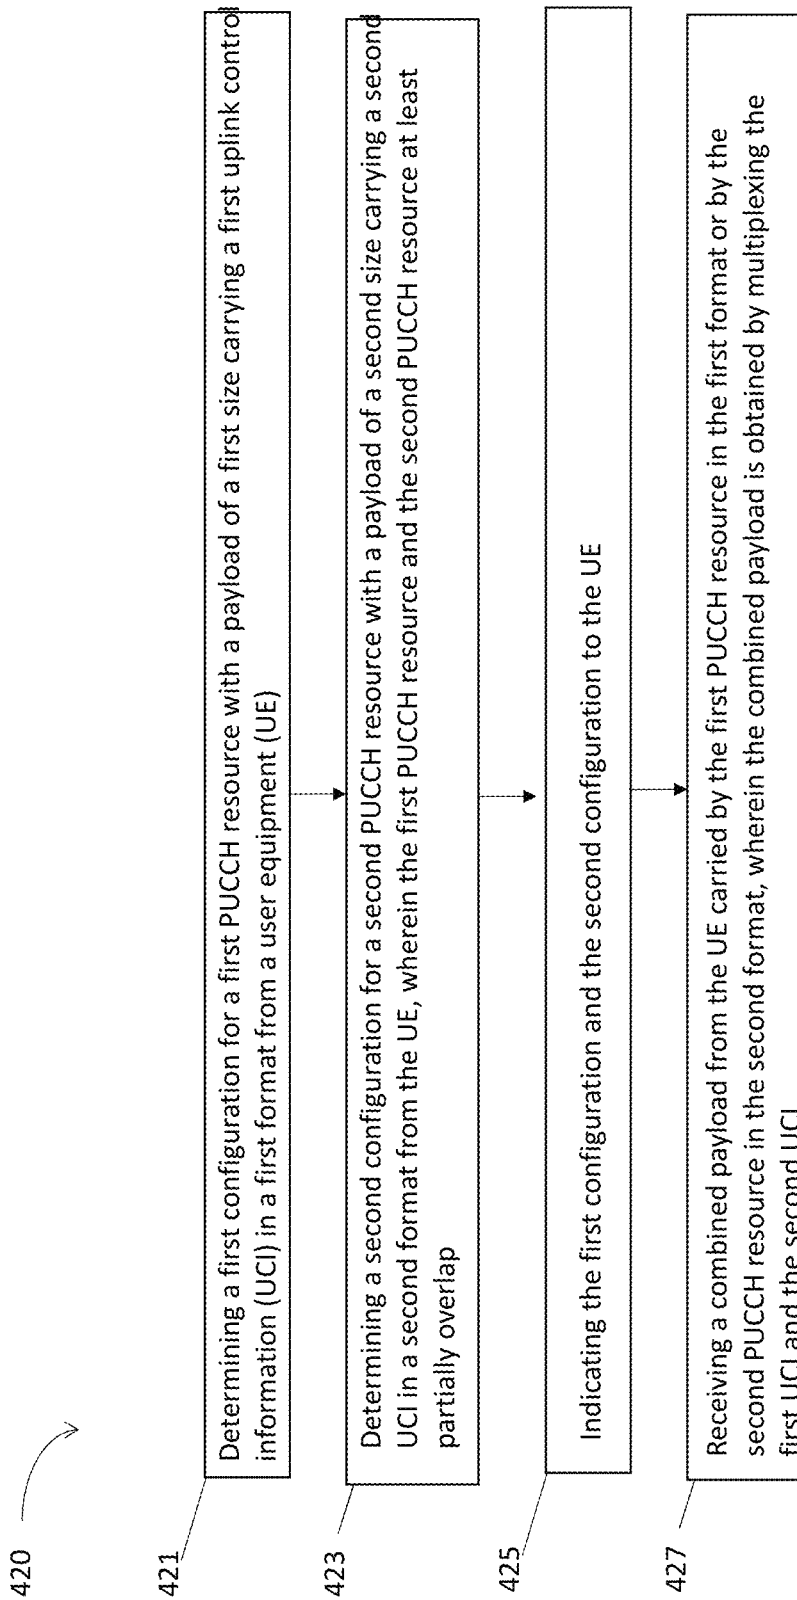 420
421
Determining a first configuration for a first PUCCH resource with a payload of a first size carrying a first uplink control
information (UCI) in a first format from a user equipment (UE)
423
Determining a second configuration for a second PUCCH resource with a payload of a second size carrying a second
UCI in a second format from the UE, wherein the first PUCCH resource and the second PUCCH resource at least
partially overlap
425
Indicating the first configuration and the second configuration to the UE
427
Receiving a combined payload from the UE carried by the first PUCCH resource in the first format or by the
second PUCCH resource in the second format, wherein the combined payload is obtained by multiplexing the
first UCI and the second UCI